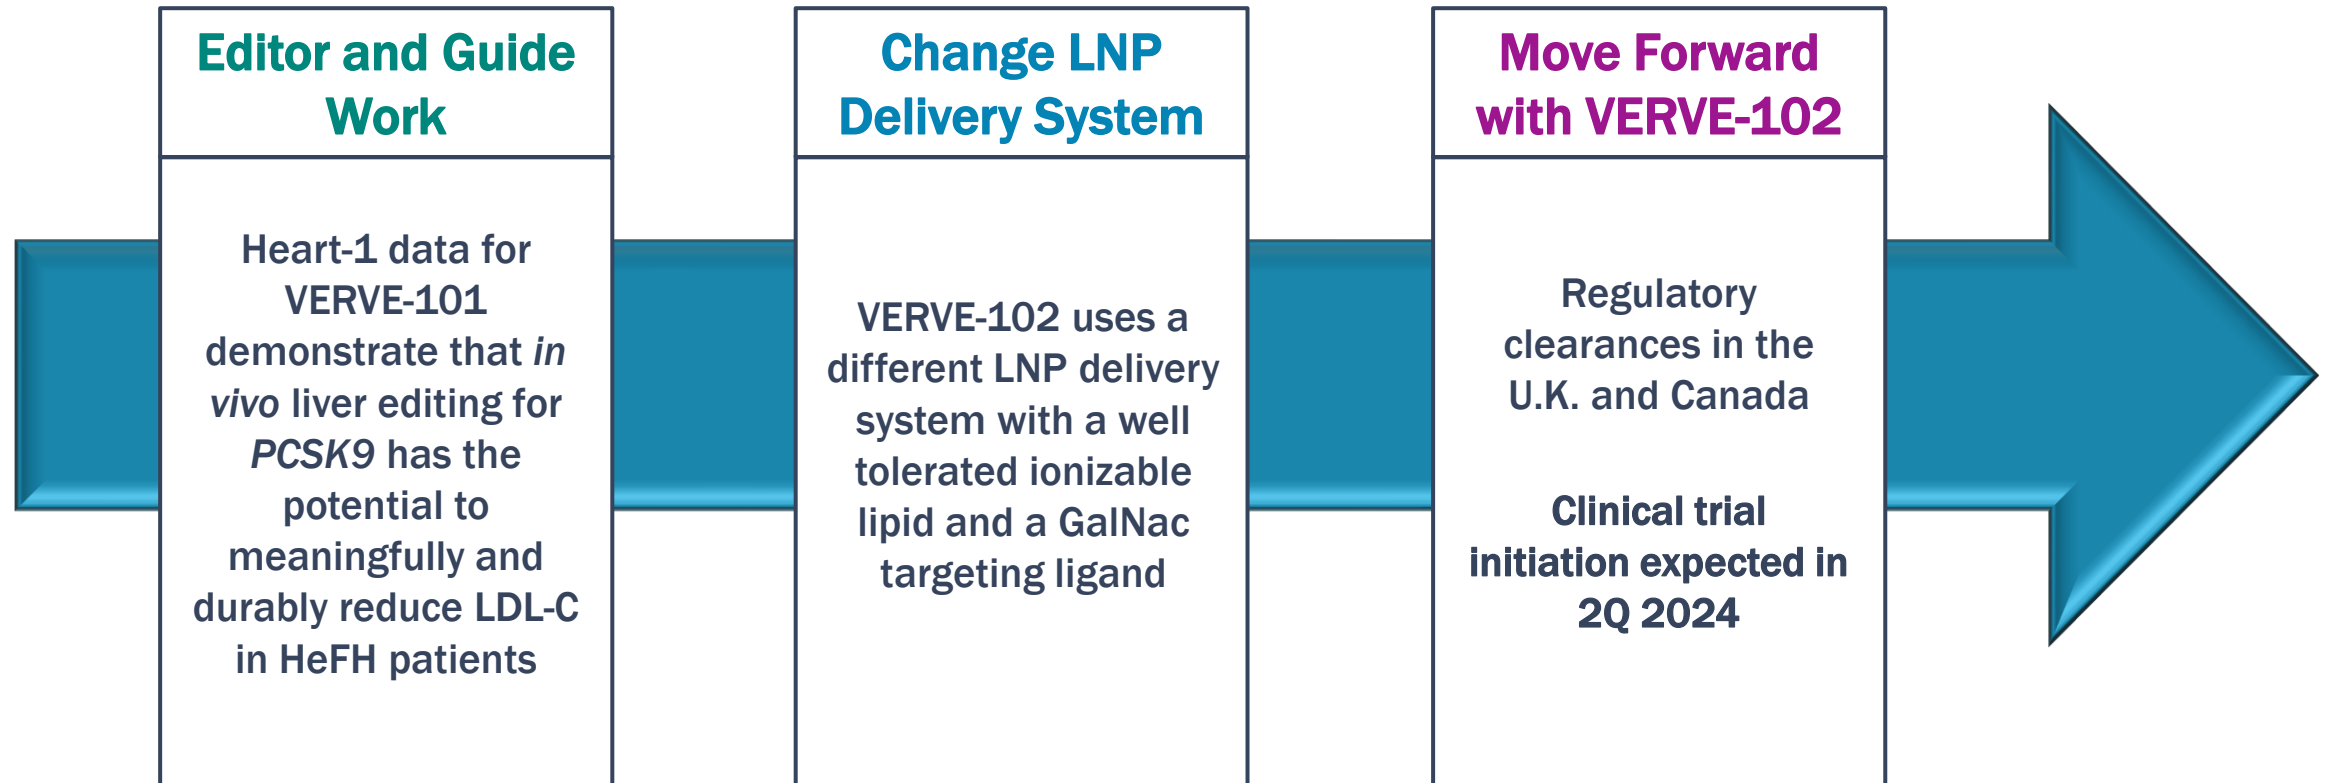 Editor and Guide
Work
Heart-1 data for
VERVE-101
demonstrate that in
vivo liver editing for
PCSK9 has the
potential to
meaningfully and
durably reduce LDL-C
in HeFH patients
Change LNP
Delivery System
VERVE-102 uses a
different LNP delivery
system with a well
tolerated ionizable
lipid and a GalNac
targeting ligand
Move Forward
with VERVE-102
Regulatory
clearances in the
U.K. and Canada
Clinical trial
initiation expected in
2Q 2024